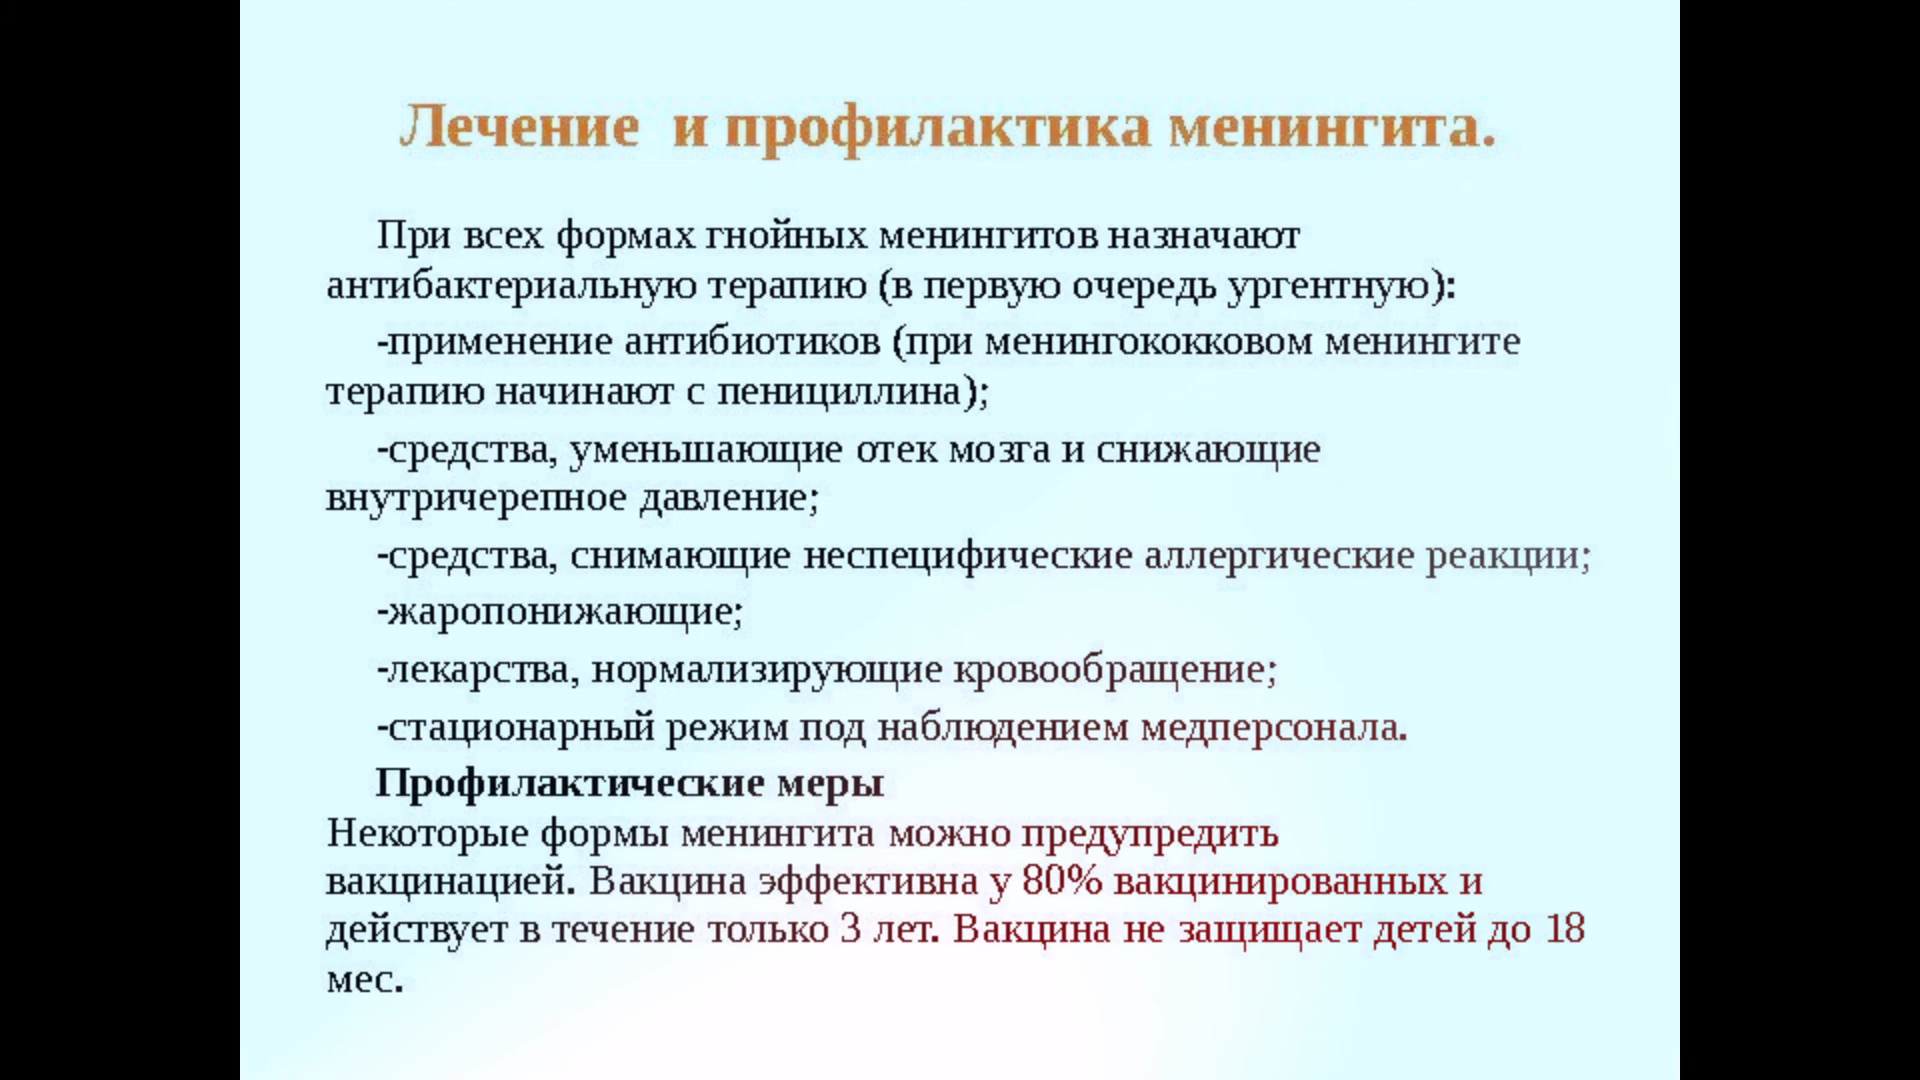 Лечение и профилактика менингита.
При всех формах гнойных менингитов назначают
антибактериальную терапию (в первую очередь ургентную):
-применение антибиотиков (при менингококковом менингите
терапию начинают с пенициллина);
-средства, уменьшающие отек мозга и снижающие
внутричерепное давление;
-средства, снимающие неспецифические аллергические реакции;
-жаропонижающие;
-лекарства, нормализирующие кровообращение;
-стационарный режим под наблюдением медперсонала.
Профилактические меры
Некоторые формы менингита можно предупредить
вакцинацией. Вакцина эффективна у 80% вакцинированных и
действует в течение только 3 лет. Вакцина не защищает детей до 18
мес.